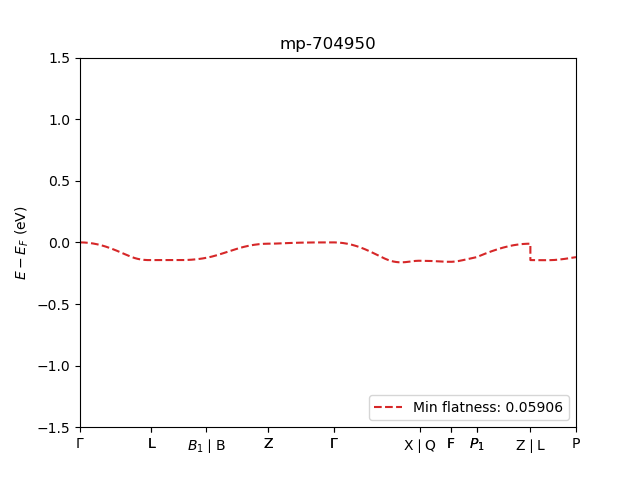 mp-704950
E − E_F (eV)
1.5
1.0
0.5
0.0
−0.5
−1.0
−1.5
Min flatness: 0.05906
Γ L B₁ | B Z Γ X | Q F P₁ Z | L P